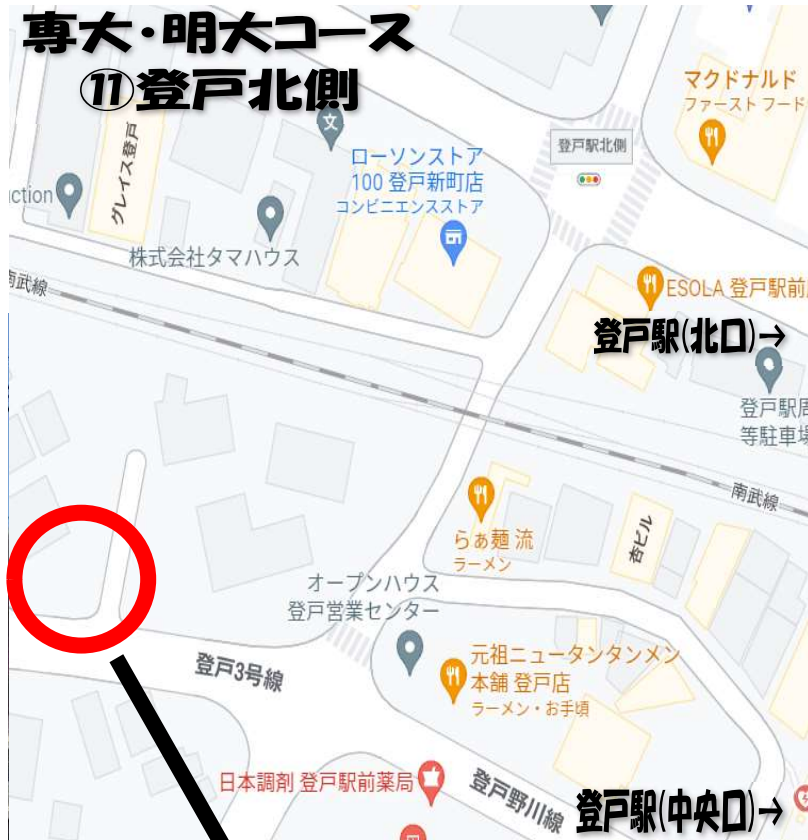 専大・明大コース
⑪登戸北側
マクドナルド
ファースト フード
登戸駅北側
グレイス登戸
ローソンストア
100 登戸新町店
コンビニエンスストア
ction
株式会社タマハウス
南武線
ESOLA 登戸駅前
登戸駅(北口)→
登戸駅
等駐車場
南武線
らぁ麺 流
ラーメン
杏ビル
オープンハウス
登戸営業センター
登戸3号線
元祖ニュータンタンメン
本舗 登戸店
ラーメン・お手頃
日本調剤 登戸駅前薬局
登戸野川線
登戸駅(中央口)→